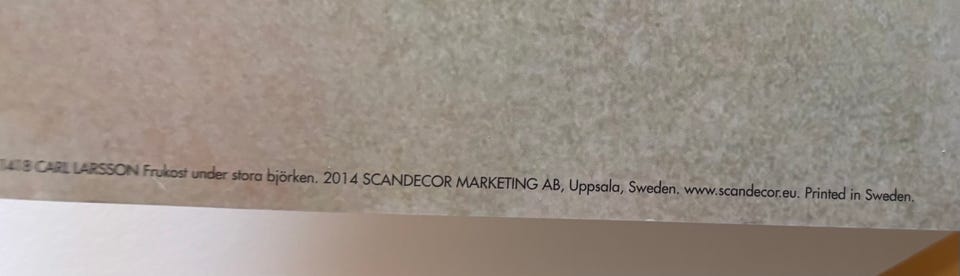 CARL LARSSON Frukost under stora björken. 2014 SCANDECOR MARKETING AB, Uppsala, Sweden. www.scandecor.eu. Printed in Sweden.